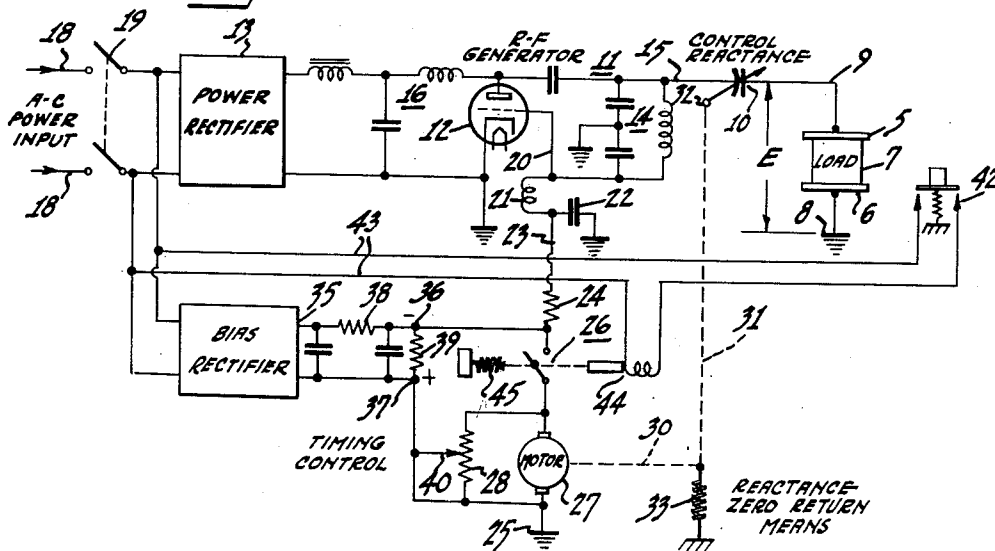 18
19
13
R-F
GENERATOR
11
15
CONTROL
REACTANCE
9
A-C
POWER
INPUT
POWER
RECTIFIER
16
12
14
32
10
5
20
E
LOAD
7
42
18
21
22
8
6
43
23
35
38
36
-
24
31
BIAS
RECTIFIER
39
26
37
+
45
44
TIMING
CONTROL
40
28
MOTOR
27
30
33
REACTANCE-
ZERO RETURN
MEANS
25